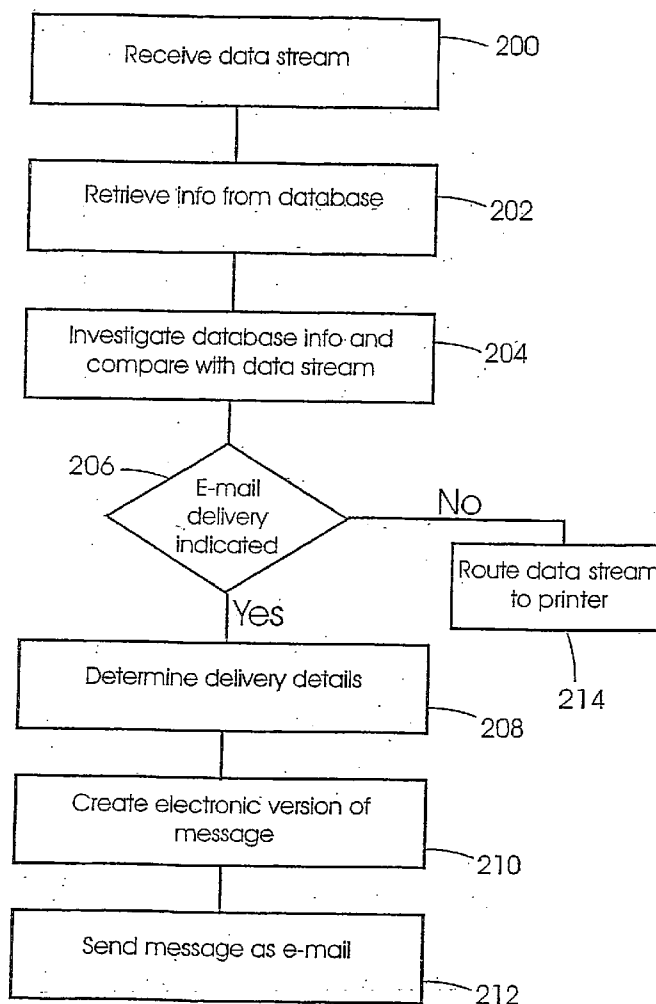 Receive data stream
200
Retrieve info from database
202
Investigate database info and
compare with data stream
204
206
E-mail
delivery
indicated
No
Route data stream
to printer
214
Yes
Determine delivery details
208
Create electronic version of
message
210
Send message as e-mail
212